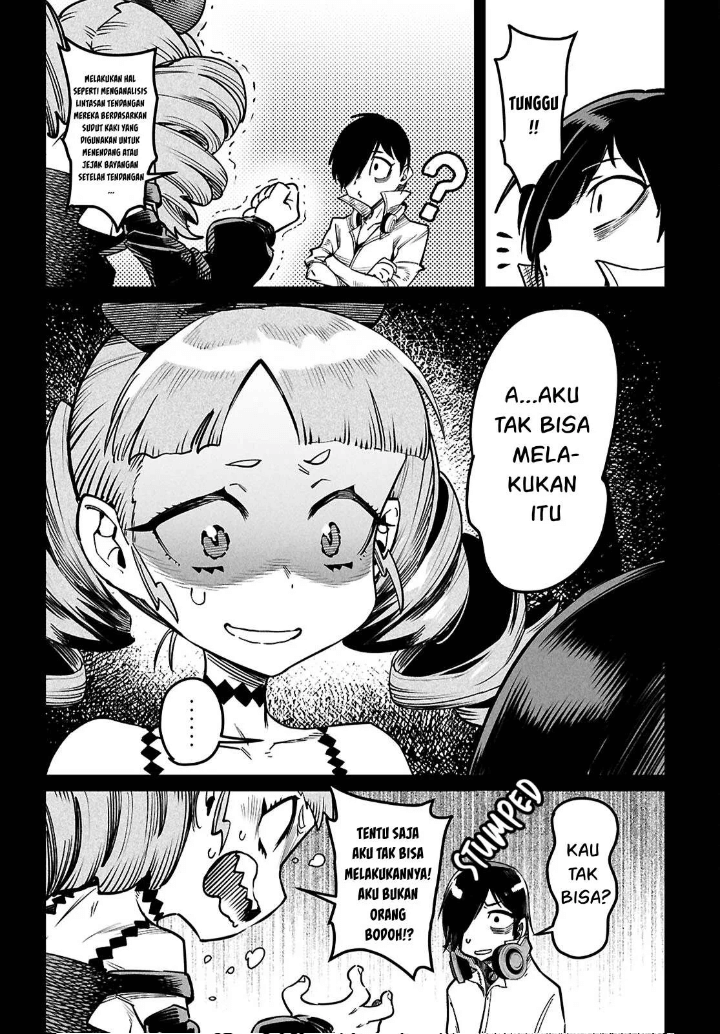 TUNGGU
!!
MELAKUKAN HAL
SEPERTI MENGANALISIS
LINTASAN TENDANGAN
MEREKA BERDASARKAN
SUDUT KAKI YANG
DIGUNAKAN UNTUK
MENENDANG ATAU
JEJAK BAYANGAN
SETELAH TENDANGAN
...
?
A...AKU
TAK BISA
MELA-
KUKAN
ITU
......
KAU
TAK
BISA?
STUMPED
TENTU SAJA
AKU TAK BISA
MELAKUKANNYA!
AKU BUKAN
ORANG
BODOH!?